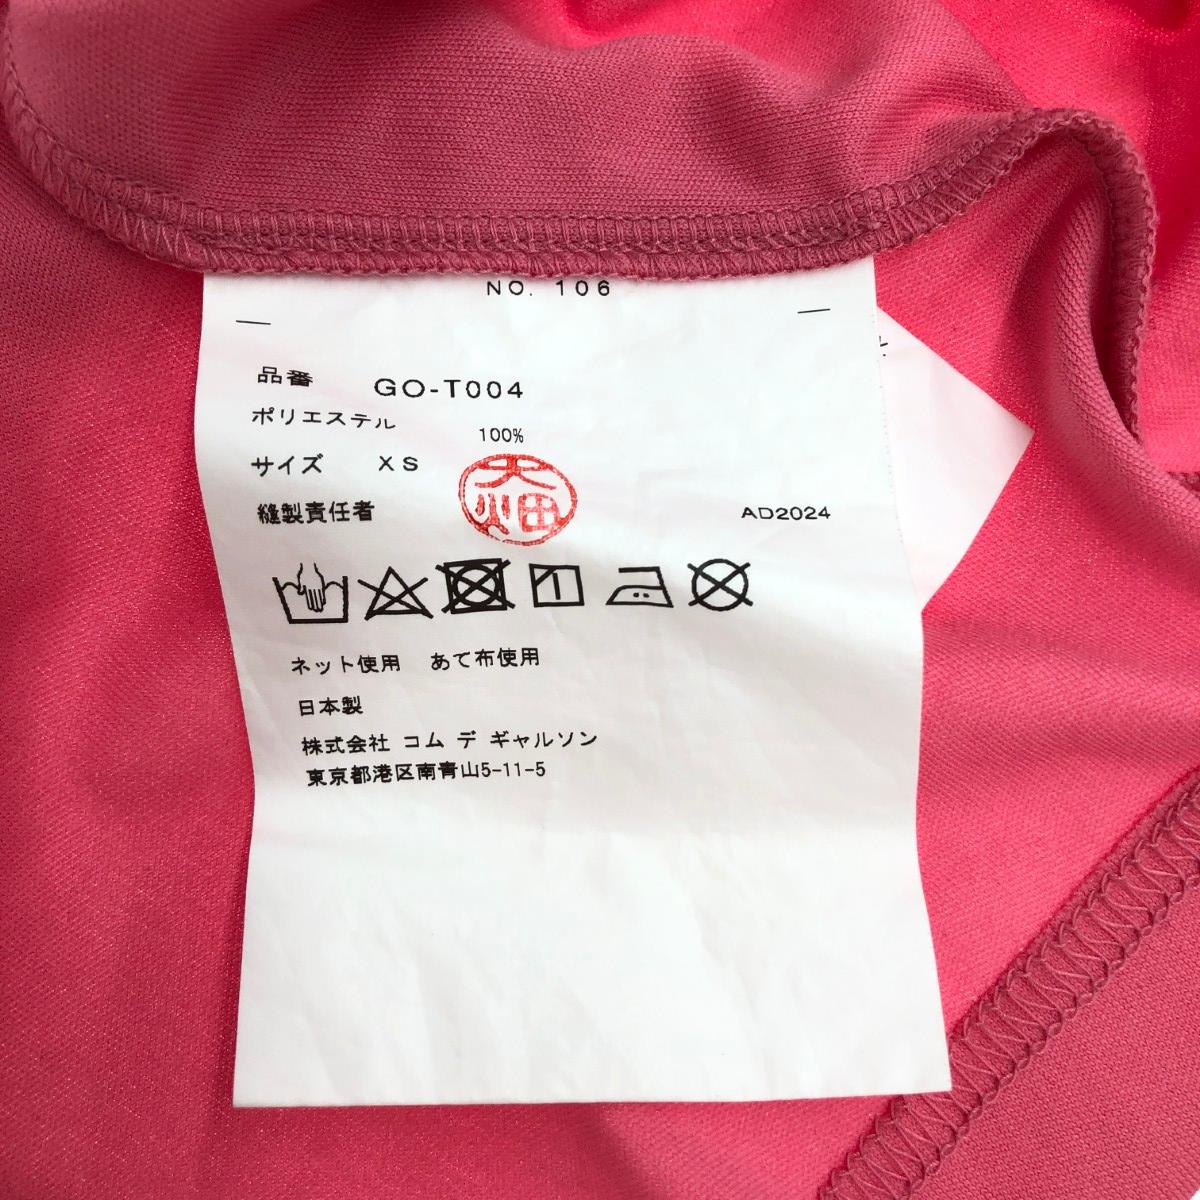 NO. 106
品番 GO-T004
ポリエステル 100%
サイズ XS
大畑
縫製責任者
AD2024
ネット使用 あて布使用
日本製
株式会社 コム デ ギャルソン
東京都港区南青山5-11-5